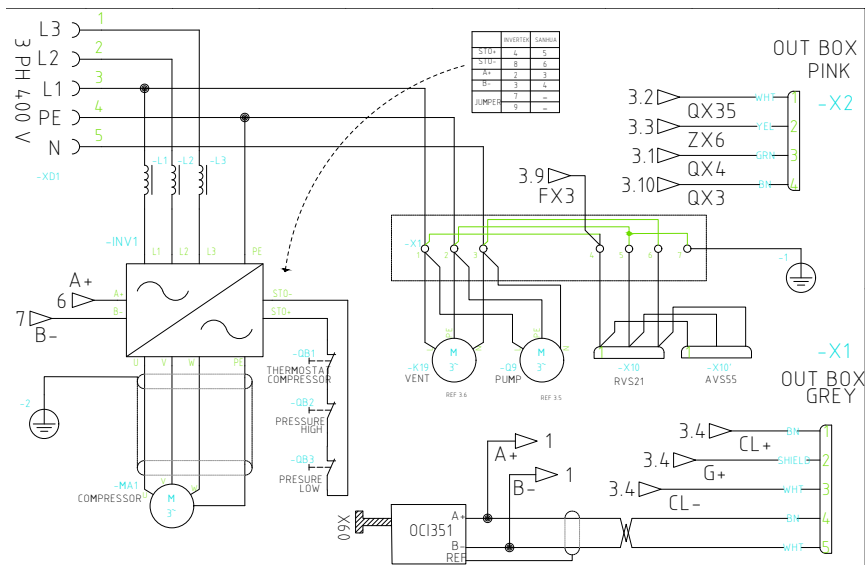 3 PH 400 V
L3 1
L2 2
L1 3
PE 4
N 5
-XD1
-L1 -L2 -L3
INVERTEK SANHUA
STO+ 4 5
STO- 8 6
A+ 2 3
B- 3 4
JUMPER 7 -
9 -
OUT BOX
PINK
-X2
3.2 QX35 WHT 1
3.3 ZX6 YEL 2
3.1 QX4 GRN 3
3.10 QX3 BN 4
3.9
FX3
-X1
1 2 3 4 5 6 7
-1
-INV1
L1 L2 L3 PE
A+
6
7
B-
A+
B-
STO-
STO+
U V W PE
-2
-QB1
THERMOSTAT
COMPRESSOR
-QB2
PRESSURE
HIGH
-QB3
PRESURE
LOW
-MA1
COMPRESSOR
U V W
M
3~
L PE N
M
3~
-K19
VENT
REF 3.6
L PE N
M
3~
-Q9
PUMP
REF 3.5
1
-X10
RVS21
1
-X10'
AVS55
-X1
OUT BOX
GREY
3.4 CL+ BN 1
3.4 G+ SHIELD 2
3.4 CL- WHT 3
BN 4
WHT 5
A+ 1
B- 1
X60
OCI351
A+
B-
REF